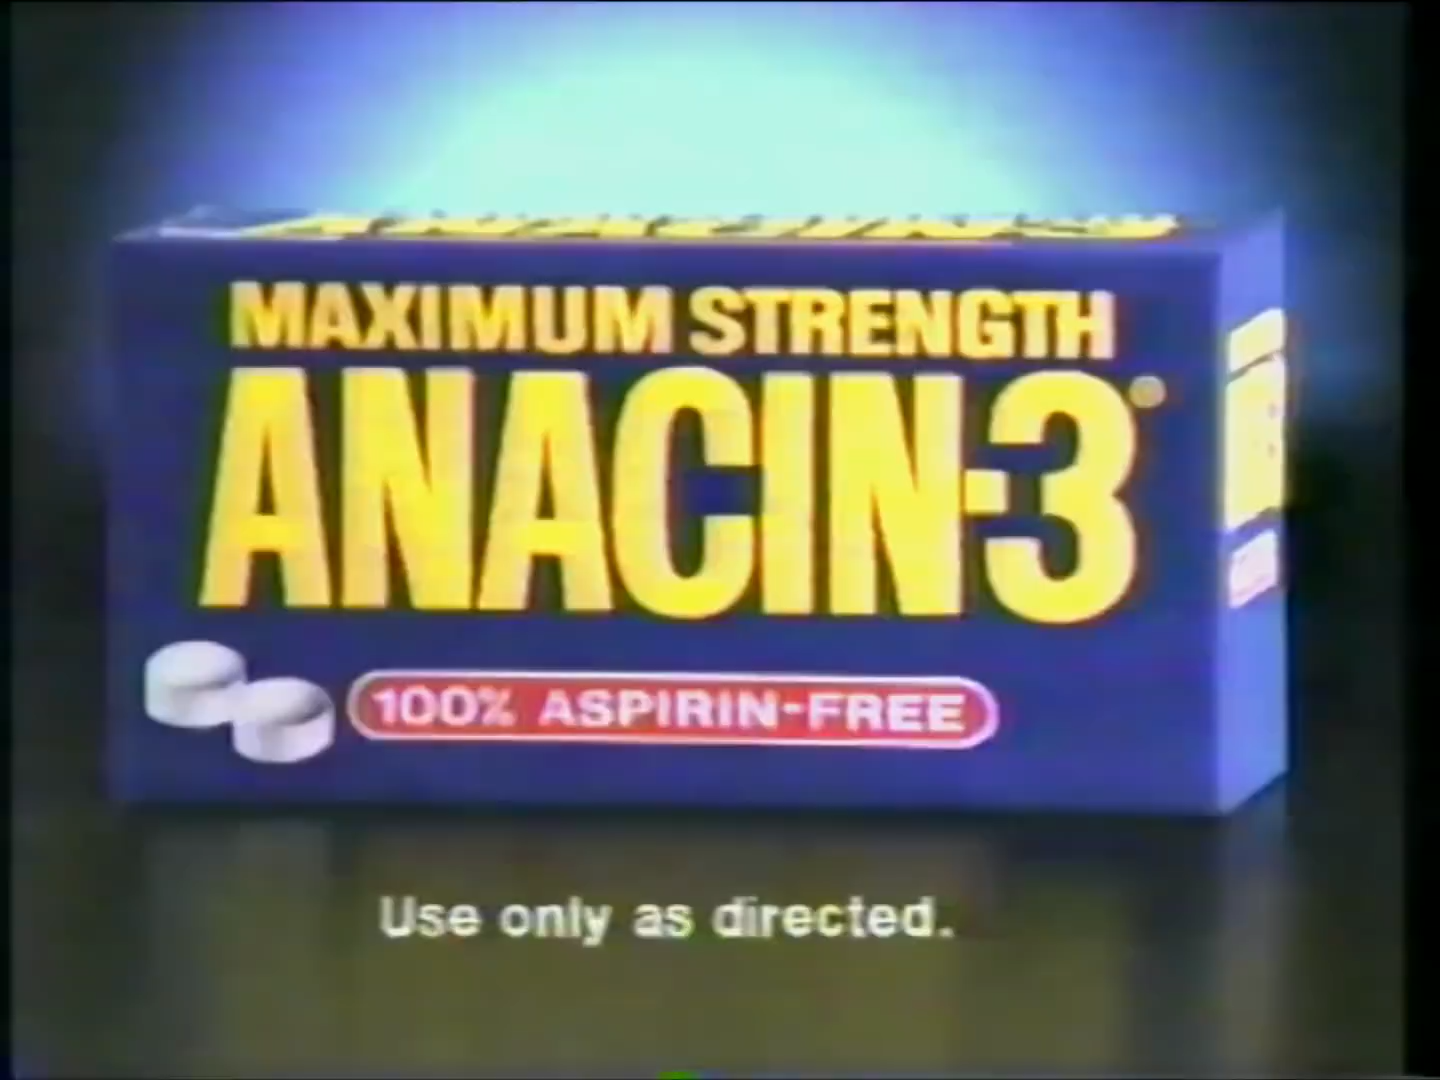 MAXIMUM STRENGTH
ANACIN-3
100% ASPIRIN-FREE
Use only as directed.